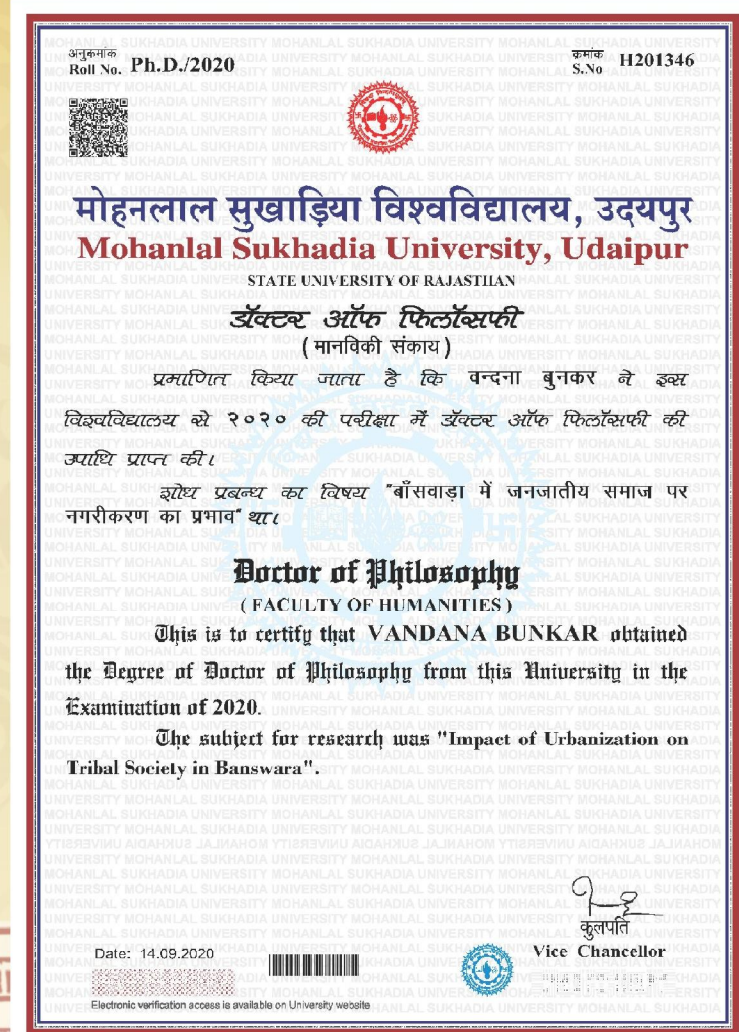 अनुक्रमांक
Roll No. Ph.D./2020
क्रमांक
S.No H201346
मोहनलाल सुखाड़िया विश्वविद्यालय, उदयपुर
Mohanlal Sukhadia University, Udaipur
STATE UNIVERSITY OF RAJASTHAN
डॉक्टर ऑफ फिलॉसफी
( मानविकी संकाय )
प्रमाणित किया जाता है कि वन्दना बुनकर ने इस
विश्वविद्यालय से २०२० की परीक्षा में डॉक्टर ऑफ फिलॉसफी की
उपाधि प्राप्त की।
शोध प्रबन्ध का विषय "बाँसवाड़ा में जनजातीय समाज पर
नगरीकरण का प्रभाव" था।
Doctor of Philosophy
( FACULTY OF HUMANITIES )
This is to certify that VANDANA BUNKAR obtained
the Degree of Doctor of Philosophy from this University in the
Examination of 2020.
The subject for research was "Impact of Urbanization on
Tribal Society in Banswara".
कुलपति
Vice Chancellor
Date: 14.09.2020
Electronic verification access is available on University website